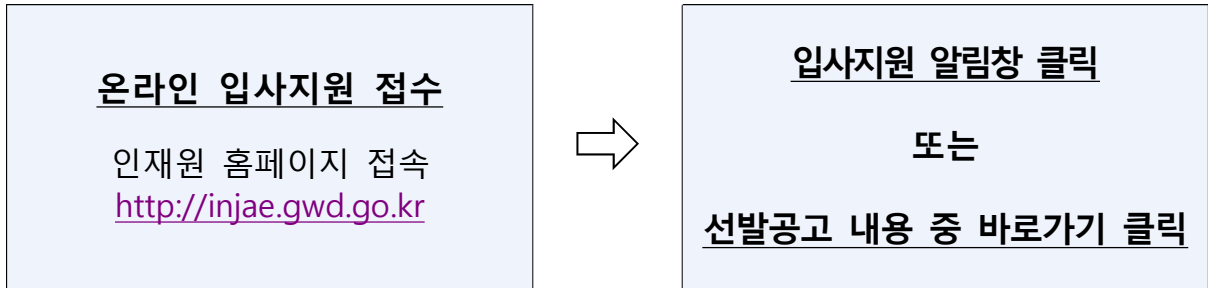 온라인 입사지원 접수
인재원 홈페이지 접속
http://injae.gwd.go.kr
입사지원 알림창 클릭
또는
선발공고 내용 중 바로가기 클릭